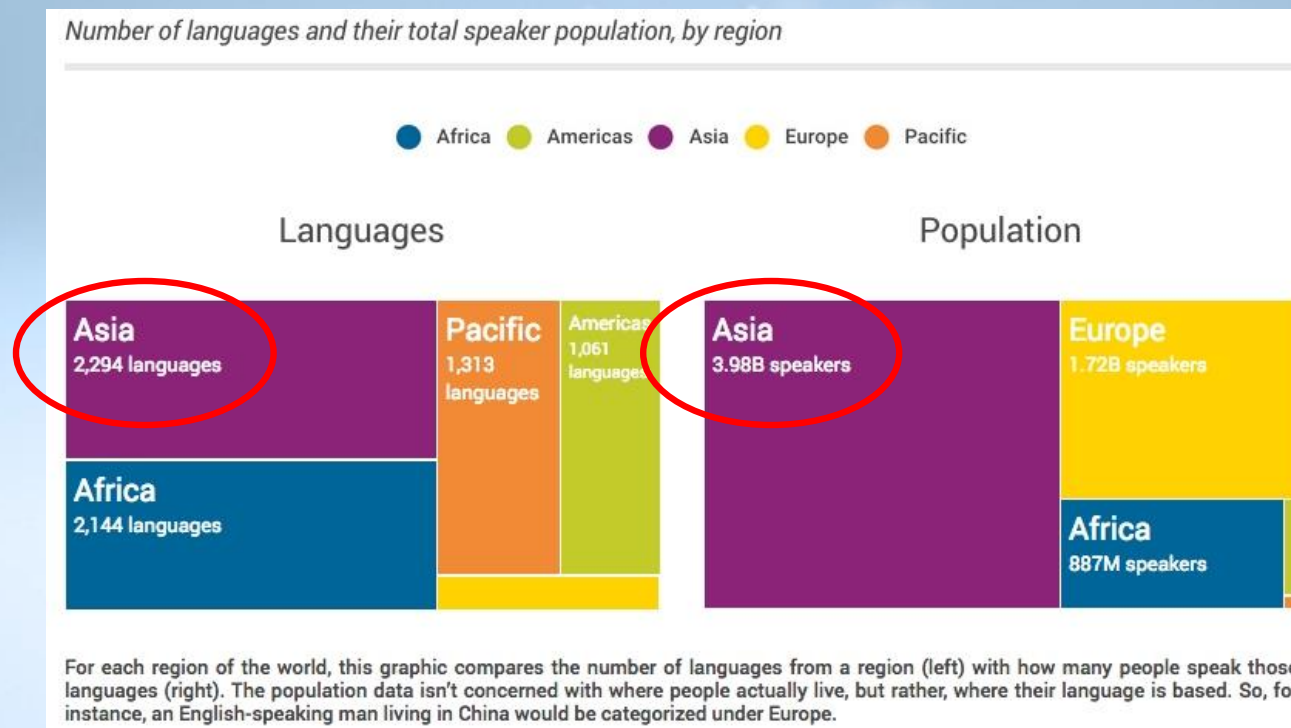 Number of languages and their total speaker population, by region
Africa Americas Asia Europe Pacific
Languages
Population
Asia
2,294 languages
Pacific
1,313
languages
Americas
1,061
languages
Africa
2,144 languages
Asia
3.98B speakers
Europe
1.72B speakers
Africa
887M speakers
For each region of the world, this graphic compares the number of languages from a region (left) with how many people speak those
languages (right). The population data isn't concerned with where people actually live, but rather, where their language is based. So, fo
instance, an English-speaking man living in China would be categorized under Europe.